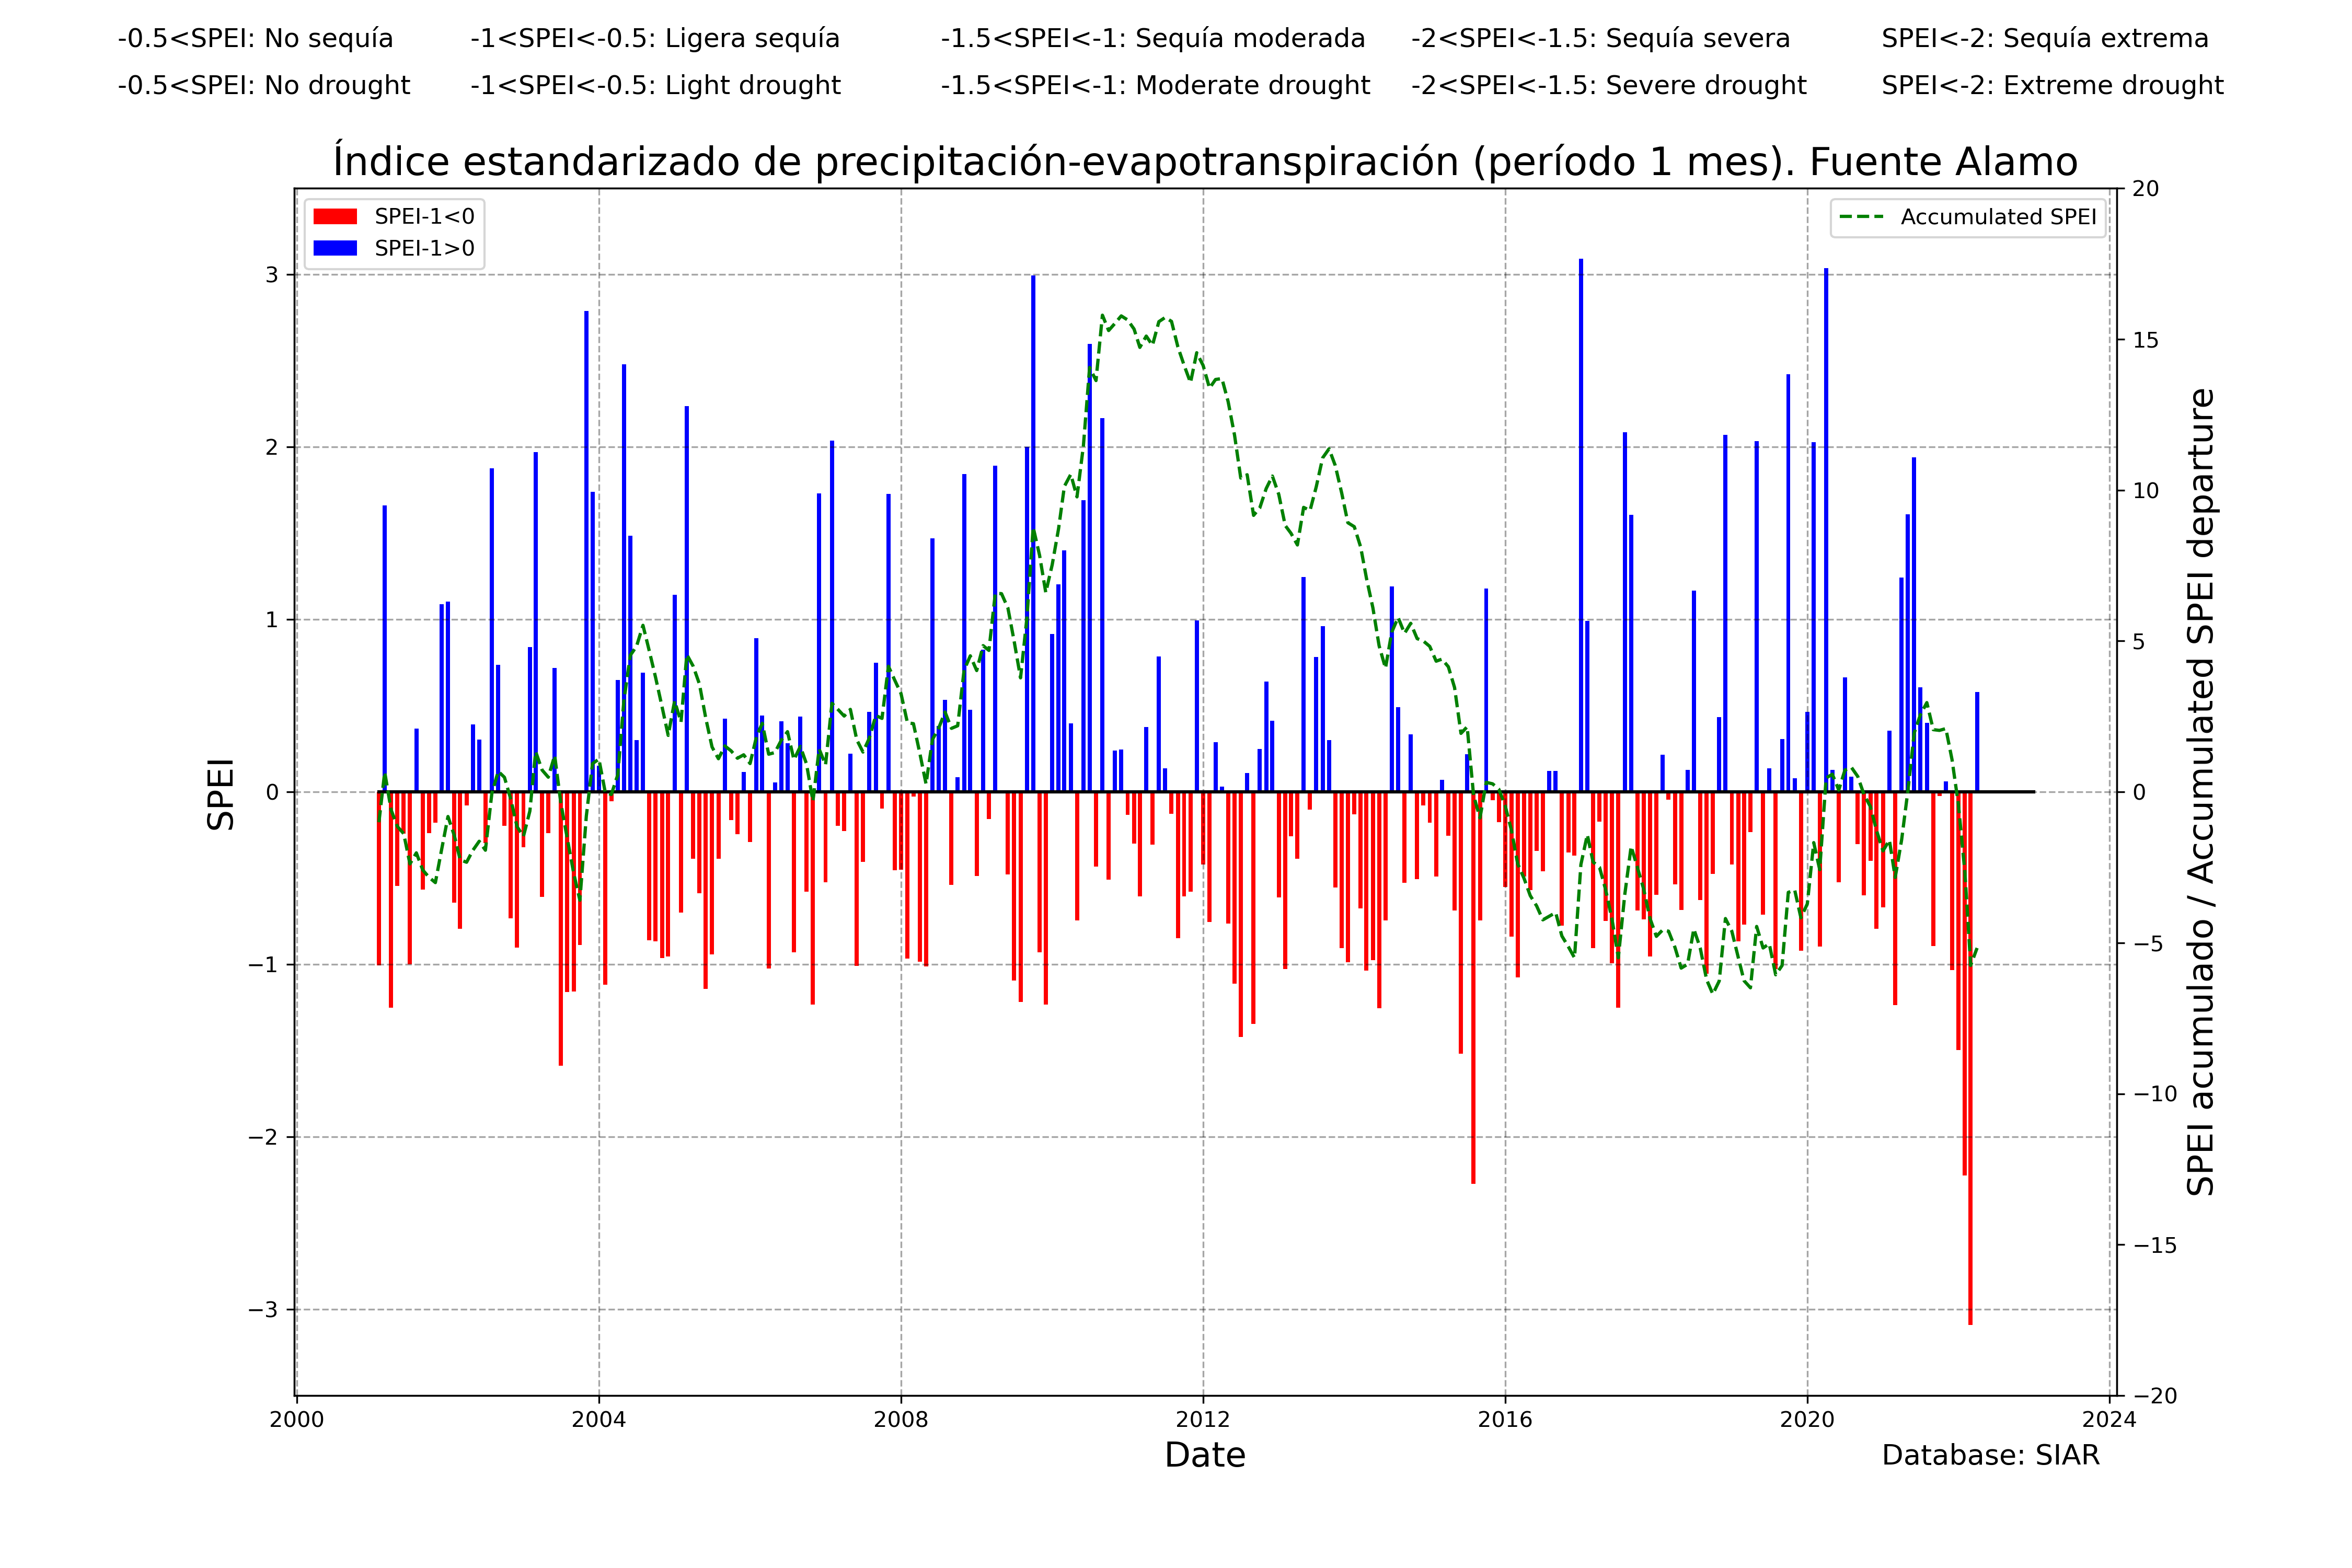 -0.5<SPEI: No sequía -1<SPEI<-0.5: Ligera sequía -1.5<SPEI<-1: Sequía moderada -2<SPEI<-1.5: Sequía severa SPEI<-2: Sequía extrema
-0.5<SPEI: No drought -1<SPEI<-0.5: Light drought -1.5<SPEI<-1: Moderate drought -2<SPEI<-1.5: Severe drought SPEI<-2: Extreme drought
Índice estandarizado de precipitación-evapotranspiración (período 1 mes). Fuente Alamo
SPEI-1<0
SPEI-1>0
Accumulated SPEI
SPEI
3
2
1
0
−1
−2
−3
20
15
10
5
0
−5
−10
−15
−20
SPEI acumulado / Accumulated SPEI departure
2000 2004 2008 2012 2016 2020 2024
Date
Database: SIAR